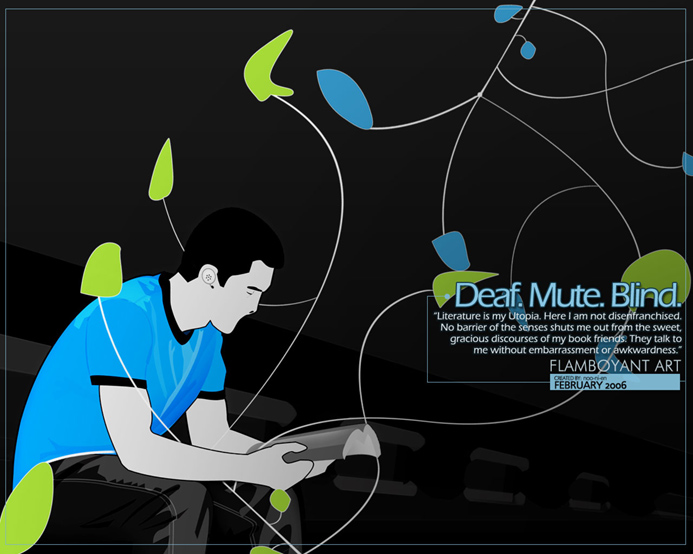 Deaf. Mute. Blind.
"Literature is my Utopia. Here I am not disenfranchised.
No barrier of the senses shuts me out from the sweet,
gracious discourses of my book friends. They talk to
me without embarrassment or awkwardness."
FLAMBOYANT ART
CREATED BY:
FEBRUARY 2006